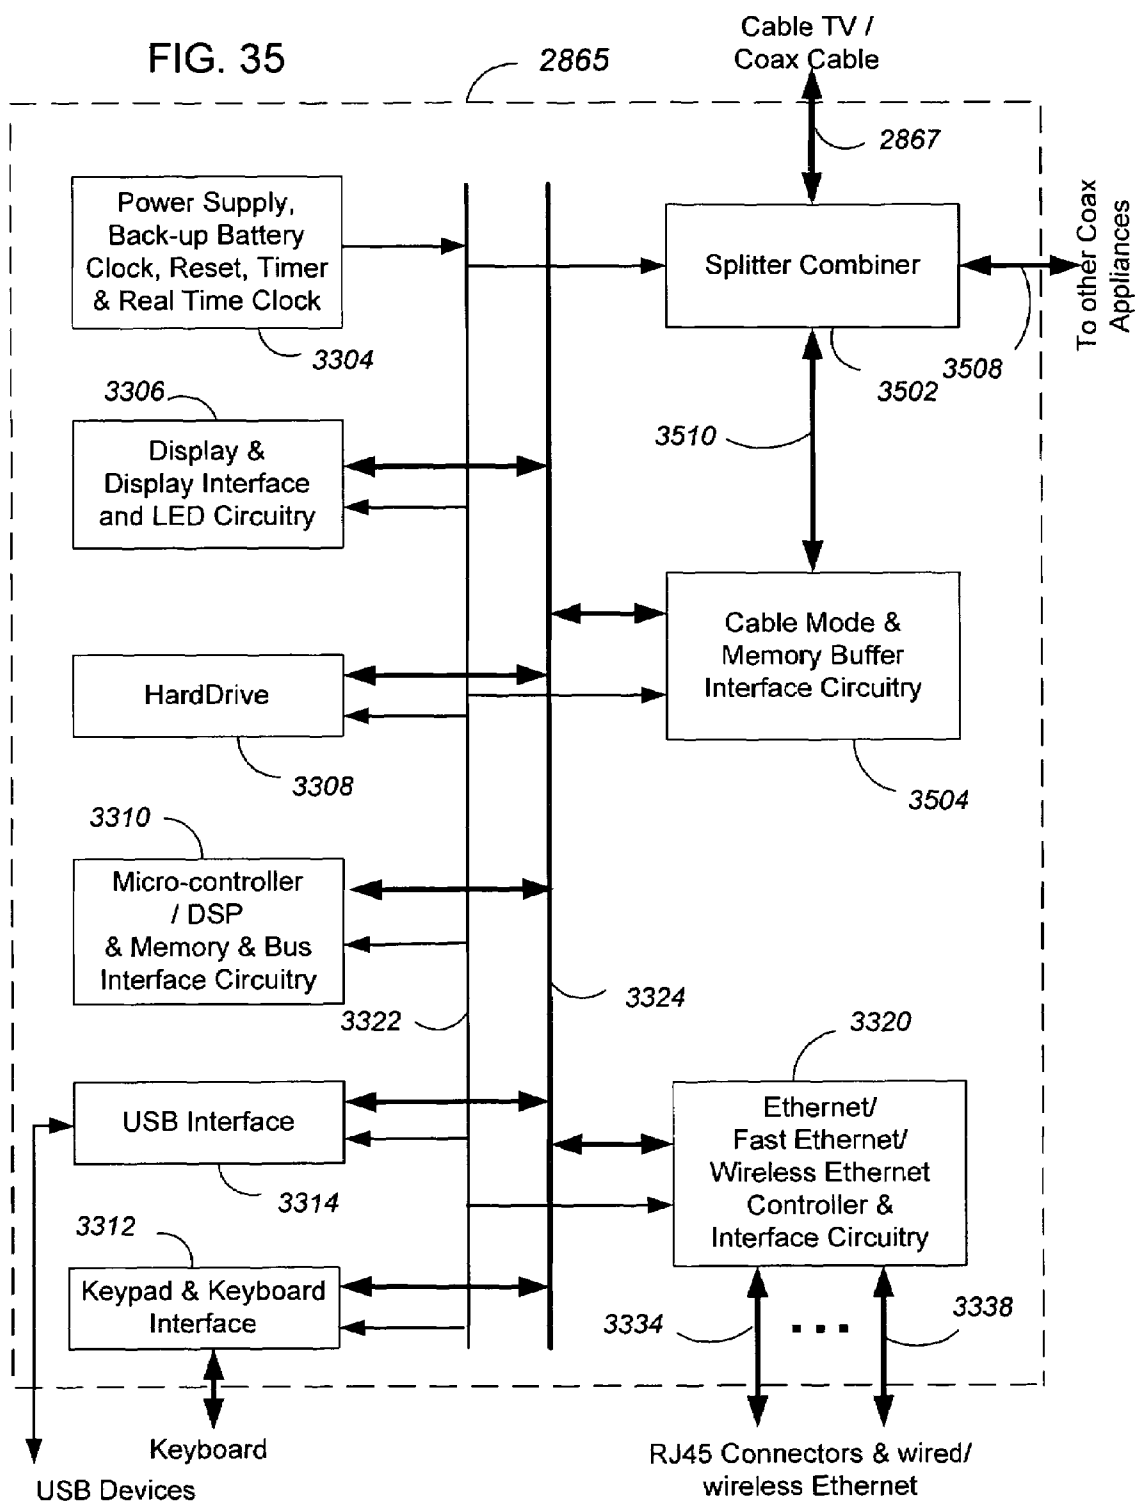 FIG. 35
2865
Cable TV /
Coax Cable
2867
Power Supply,
Back-up Battery
Clock, Reset, Timer
& Real Time Clock
3304
Splitter Combiner
3502
3508
To other Coax
Appliances
3306
Display &
Display Interface
and LED Circuitry
3510
HardDrive
3308
Cable Mode &
Memory Buffer
Interface Circuitry
3504
3310
Micro-controller
/ DSP
& Memory & Bus
Interface Circuitry
3322
3324
USB Interface
3314
3320
Ethernet/
Fast Ethernet/
Wireless Ethernet
Controller &
Interface Circuitry
3312
Keypad & Keyboard
Interface
3334
3338
Keyboard
USB Devices
RJ45 Connectors & wired/
wireless Ethernet